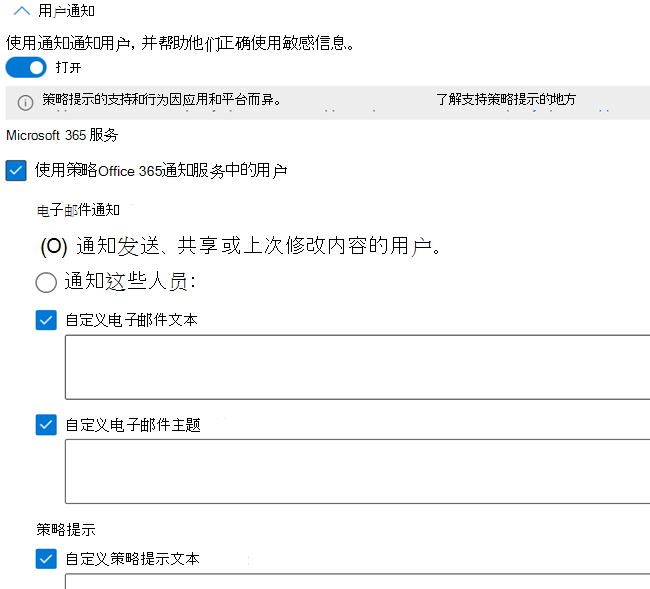 用户通知
使用通知通知用户,并帮助他们正确使用敏感信息。
打开
策略提示的支持和行为因应用和平台而异。 了解支持策略提示的地方
Microsoft 365 服务
使用策略Office 365通知服务中的用户
电子邮件通知
(O) 通知发送、共享或上次修改内容的用户。
通知这些人员:
自定义电子邮件文本
自定义电子邮件主题
策略提示
自定义策略提示文本